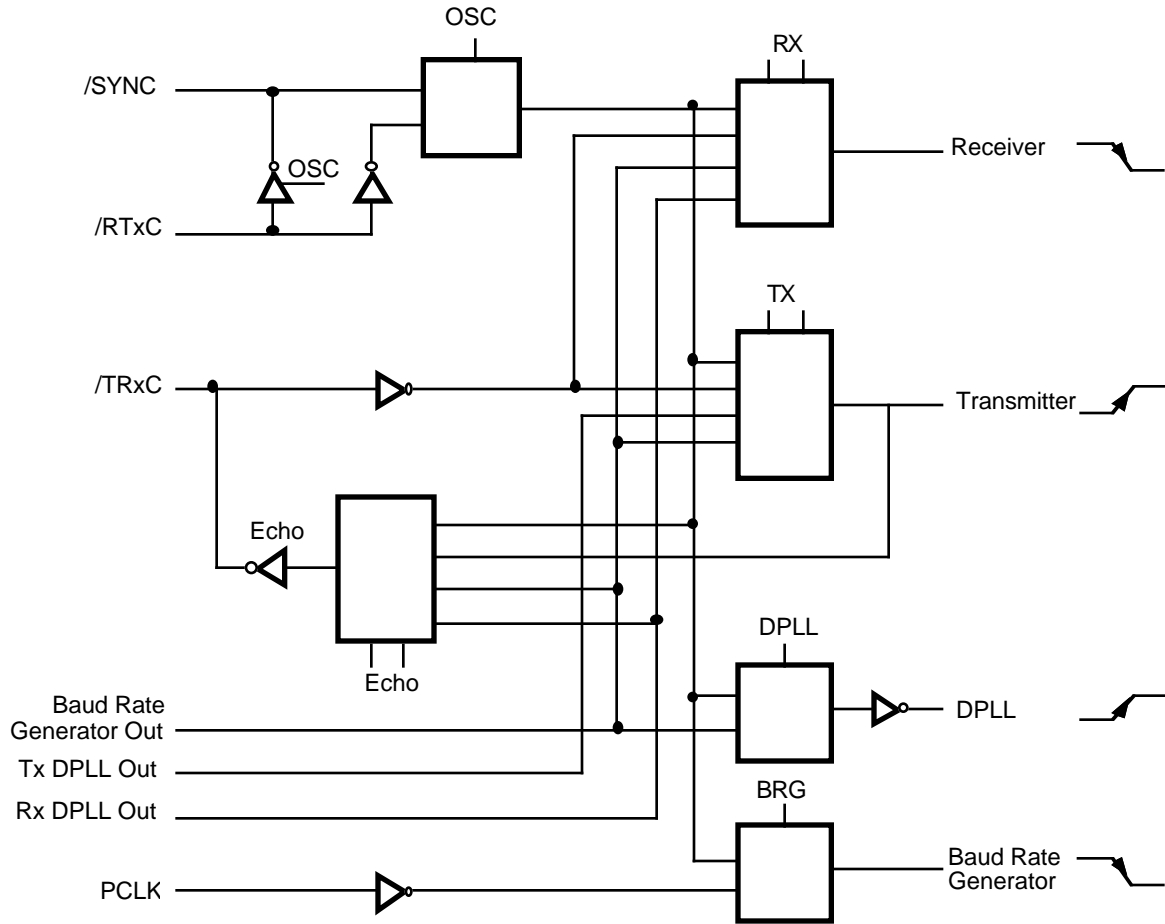 OSC
RX
/SYNC
Receiver
OSC
/RTxC
TX
/TRxC
Transmitter
Echo
DPLL
Echo
Baud Rate
Generator Out
DPLL
Tx DPLL Out
BRG
Rx DPLL Out
Baud Rate
Generator
PCLK